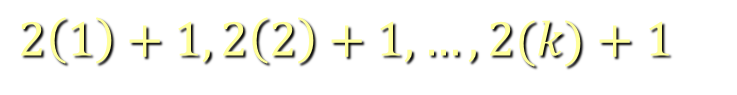 2(1) + 1, 2(2) + 1, … , 2(k) + 1